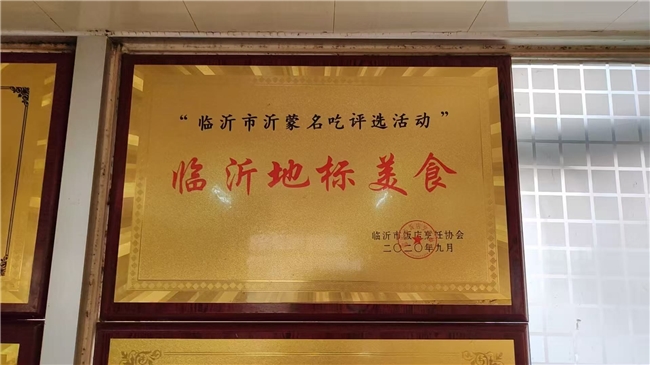 “临沂市沂蒙名吃评选活动”
临沂地标美食
临沂市饭店烹饪协会
二〇二〇年九月